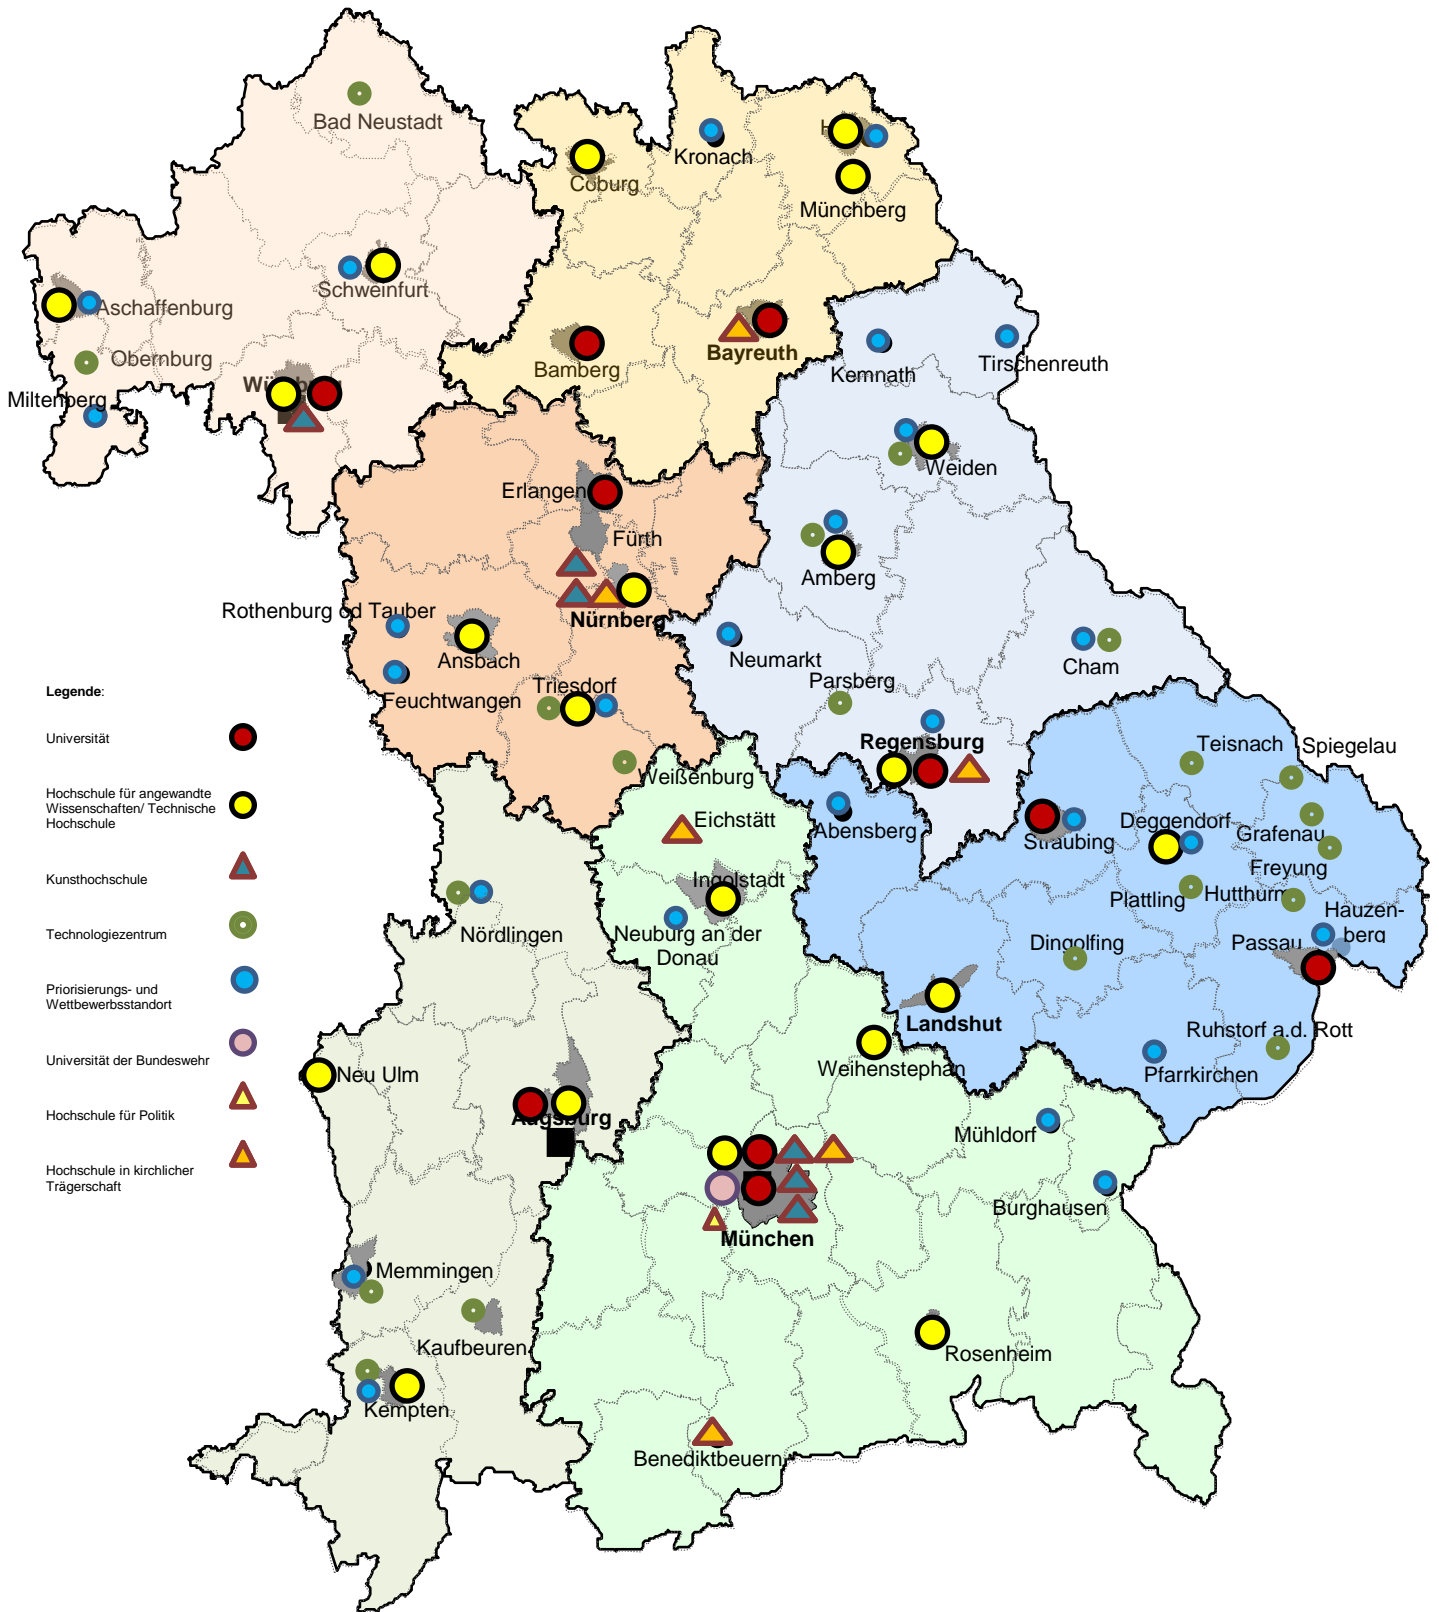 Bad Neustadt
Coburg
Kronach
Münchberg
Schweinfurt
Aschaffenburg
Obernburg
Miltenberg
Bamberg
Bayreuth
Kemnath
Tirschenreuth
Weiden
Erlangen
Fürth
Amberg
Nürnberg
Rothenburg od Tauber
Ansbach
Feuchtwangen
Triesdorf
Neumarkt
Parsberg
Cham
Regensburg
Weißenburg
Eichstätt
Abensberg
Straubing
Teisnach
Spiegelau
Deggendorf
Grafenau
Freyung
Plattling
Hutthurm
Hauzen-
berg
Passau
Dingolfing
Ingolstadt
Neuburg an der
Donau
Nördlingen
Landshut
Weihenstephan
Ruhstorf a.d. Rott
Pfarrkirchen
Neu Ulm
Augsburg
Mühldorf
Burghausen
München
Memmingen
Kaufbeuren
Kempten
Rosenheim
Benediktbeuern
Legende:
Universität
Hochschule für angewandte
Wissenschaften/ Technische
Hochschule
Kunsthochschule
Technologiezentrum
Priorisierungs- und
Wettbewerbsstandort
Universität der Bundeswehr
Hochschule für Politik
Hochschule in kirchlicher
Trägerschaft